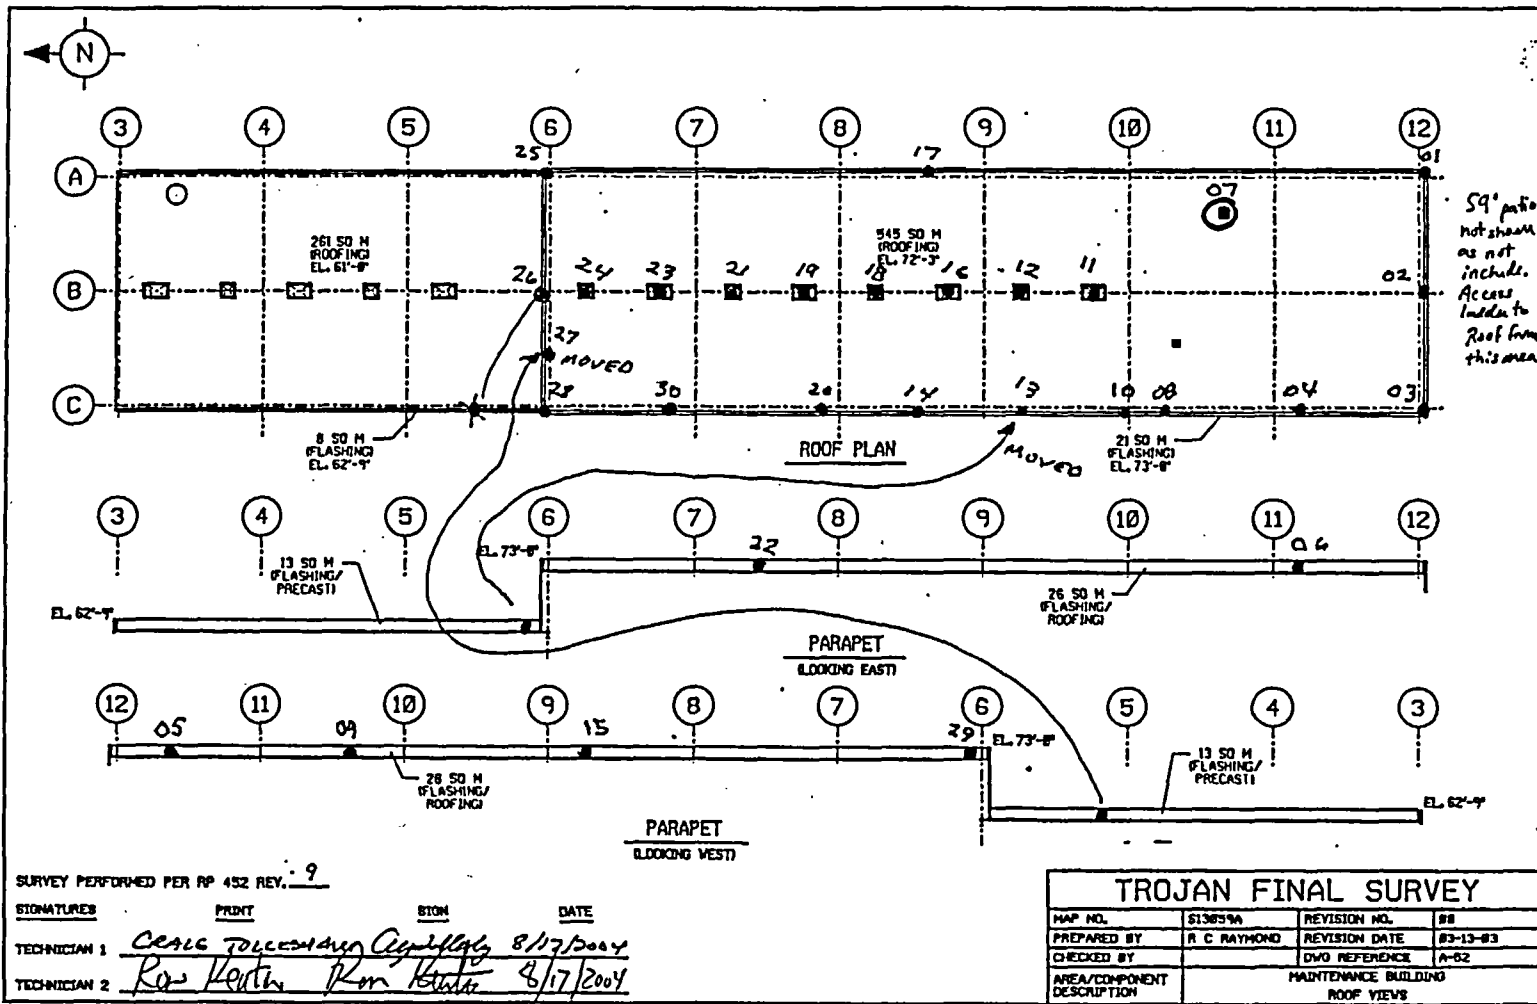 N
3 4 5 6 7 8 9 10 11 12
25 17 01
A
07
59' patio
not shown
as not
include.
Access
ladder to
Roof from
this area
261 SQ M
(ROOFING)
EL. 61'-0"
545 SQ M
(ROOFING)
EL. 72'-3"
B
26 24 23 21 19 18 16 12 11 02
27
MOVED
C
28 30 20 14 13 10 08 04 03
8 SQ M
(FLASHING)
EL. 62'-9"
ROOF PLAN
MOVED
21 SQ M
(FLASHING)
EL. 73'-8"
3 4 5 6 7 8 9 10 11 12
EL. 73'-8"
22 06
13 SQ M
(FLASHING/
PRECAST)
EL. 62'-9"
26 SQ M
(FLASHING/
ROOFING)
PARAPET
(LOOKING EAST)
12 11 10 9 8 7 6 5 4 3
05 09 15 29
EL. 73'-8"
13 SQ M
(FLASHING/
PRECAST)
EL. 62'-9"
26 SQ M
(FLASHING/
ROOFING)
PARAPET
(LOOKING WEST)
SURVEY PERFORMED PER RP 452 REV. 9
SIGNATURES PRINT SIGN DATE
TECHNICIAN 1 8/17/2004
TECHNICIAN 2 8/17/2004
TROJAN FINAL SURVEY
MAP NO. S13059A REVISION NO. 00
PREPARED BY R C RAYMOND REVISION DATE 03-13-03
CHECKED BY DWG REFERENCE A-62
AREA/COMPONENT
DESCRIPTION
MAINTENANCE BUILDING
ROOF VIEWS